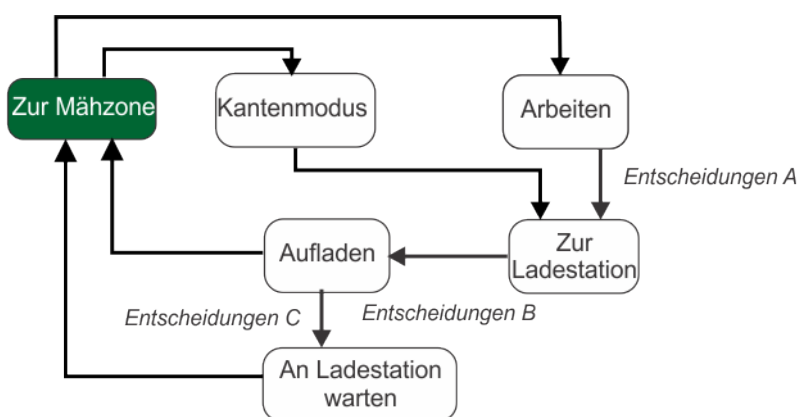 Zur Mähzone
Kantenmodus
Arbeiten
Entscheidungen A
Aufladen
Zur
Ladestation
Entscheidungen C
Entscheidungen B
An Ladestation
warten